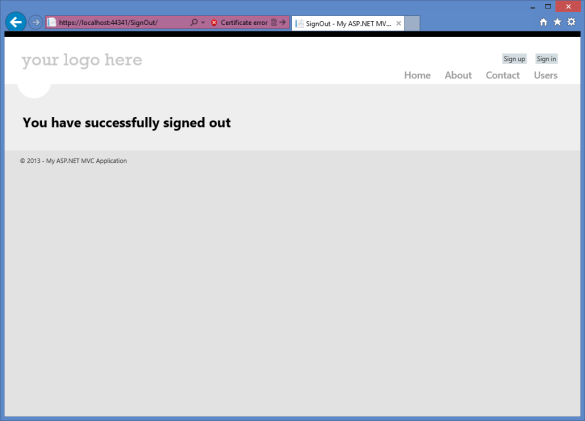 https://localhost:44341/SignOut/
Certificate error
SignOut - My ASP.NET MV...
your logo here
Sign up
Sign in
Home
About
Contact
Users
You have successfully signed out
© 2013 - My ASP.NET MVC Application